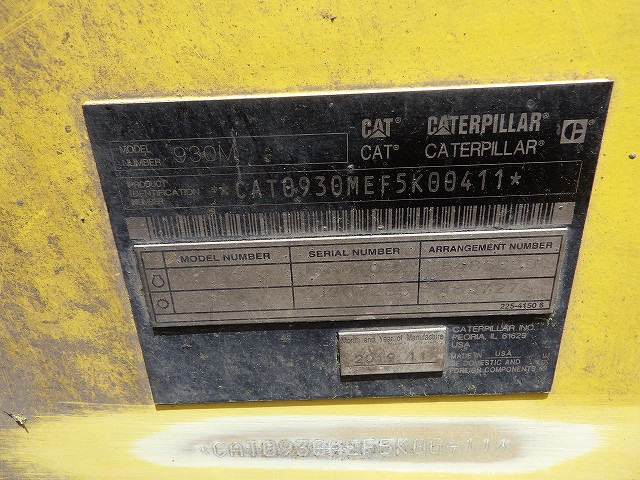 CAT® CATERPILLAR®
MODEL NUMBER 930M CAT® CATERPILLAR®
PRODUCT IDENTIFICATION NUMBER **CAT0930MEF5K00411*
MODEL NUMBER SERIAL NUMBER ARRANGEMENT NUMBER
225-4150 6
Month and Year of Manufacture
2019 11
CATERPILLAR INC.
PEORIA, IL 61629
USA
MADE IN USA
DOMESTIC AND
FOREIGN COMPONENTS
*CAT0930MEF5K00411*